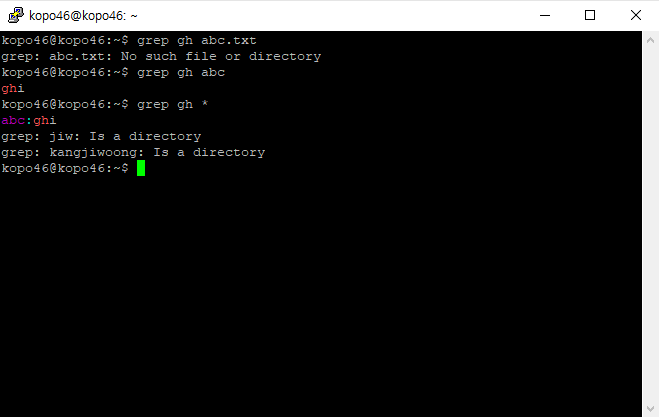 kopo46@kopo46: ~
kopo46@kopo46:~$ grep gh abc.txt
grep: abc.txt: No such file or directory
kopo46@kopo46:~$ grep gh abc
ghi
kopo46@kopo46:~$ grep gh *
abc:ghi
grep: jiw: Is a directory
grep: kangjiwoong: Is a directory
kopo46@kopo46:~$